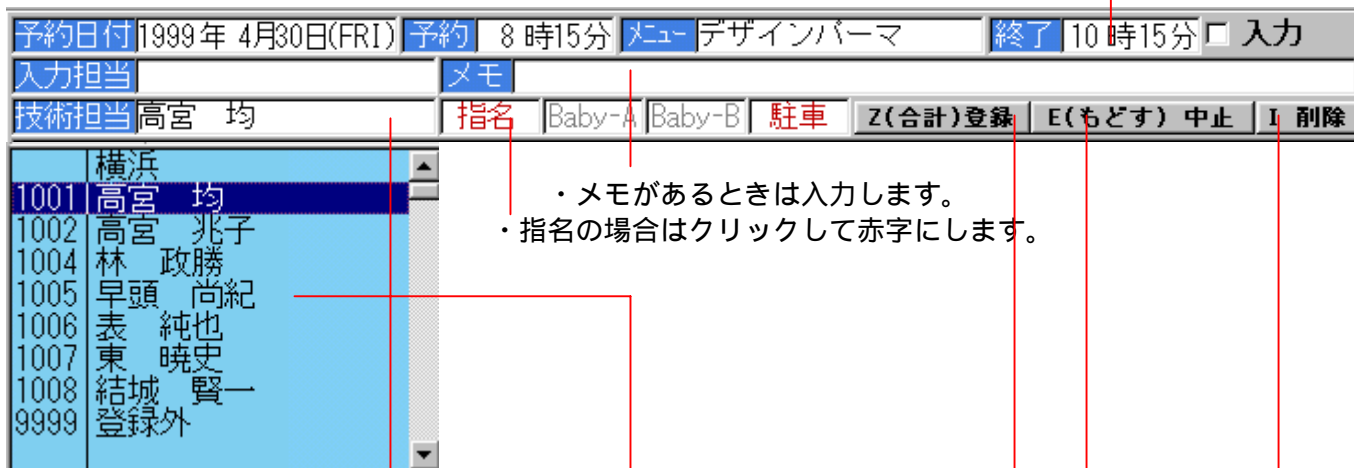 予約日付 1999年 4月30日(FRI) 予約 8時15分 メニュー デザインパーマ 終了 10時15分 入力
入力担当 メモ
技術担当 高宮 均 指名 Baby-A Baby-B 駐車 Z(合計)登録 E(もどす) 中止 I 削除
横浜
1001 高宮 均
1002 高宮 兆子
1004 林 政勝
1005 早頭 尚紀
1006 表 純也
1007 東 暁史
1008 結城 賢一
9999 登録外
・メモがあるときは入力します。
・指名の場合はクリックして赤字にします。